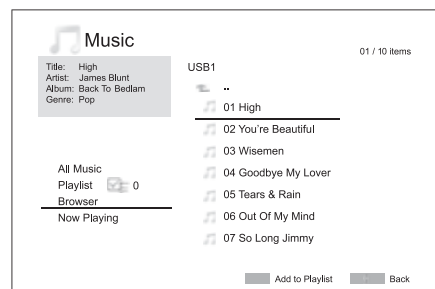 Music
01 / 10 items
Title: High
Artist: James Blunt
Album: Back To Bedlam
Genre: Pop
All Music
Playlist 0
Browser
Now Playing
USB1
..
01 High
02 You're Beautiful
03 Wisemen
04 Goodbye My Lover
05 Tears & Rain
06 Out Of My Mind
07 So Long Jimmy
Add to Playlist
Back